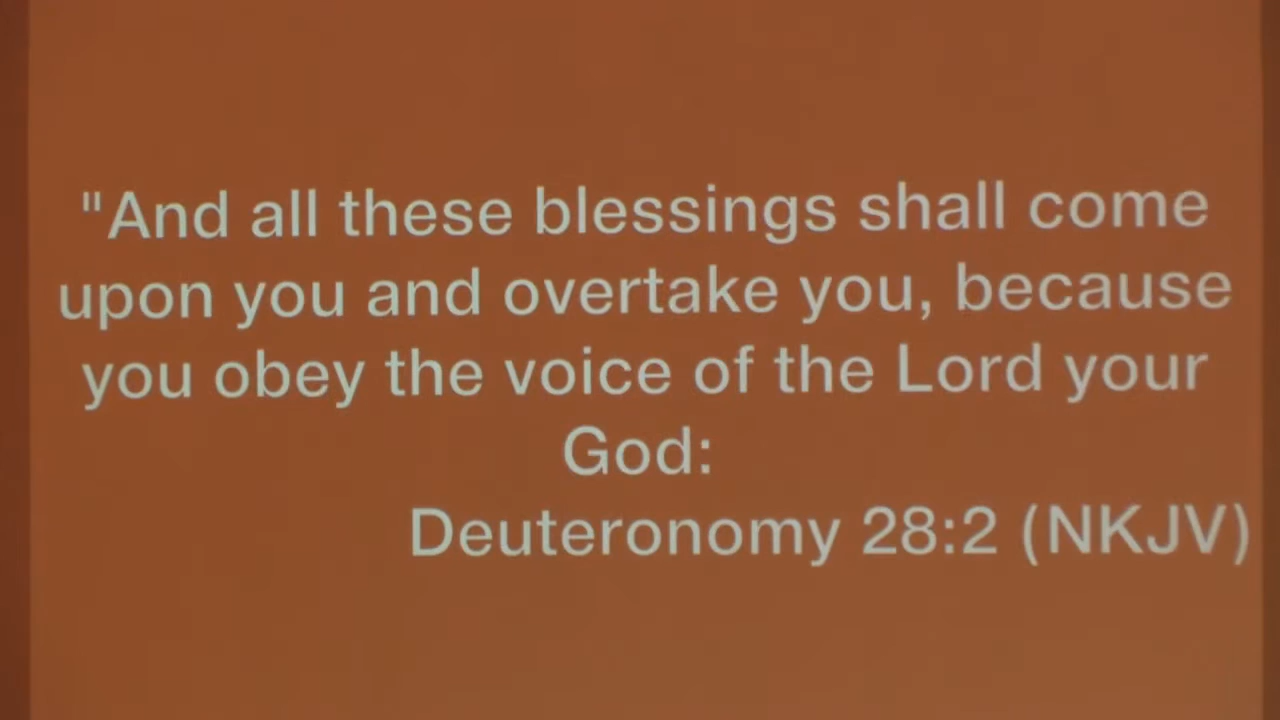 "And all these blessings shall come
upon you and overtake you, because
you obey the voice of the Lord your
God:
Deuteronomy 28:2 (NKJV)